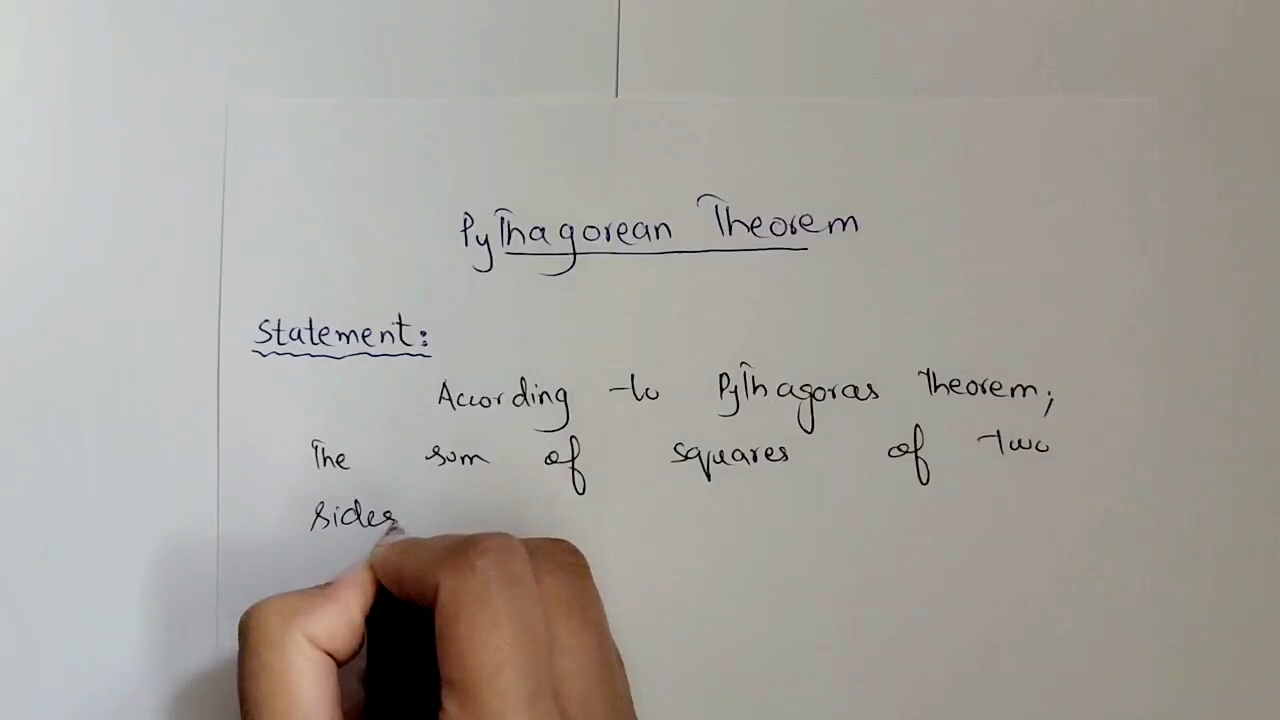 Pythagorean Theorem
Statement:
According to Pythagoras Theorem;
The sum of squares of two
sides